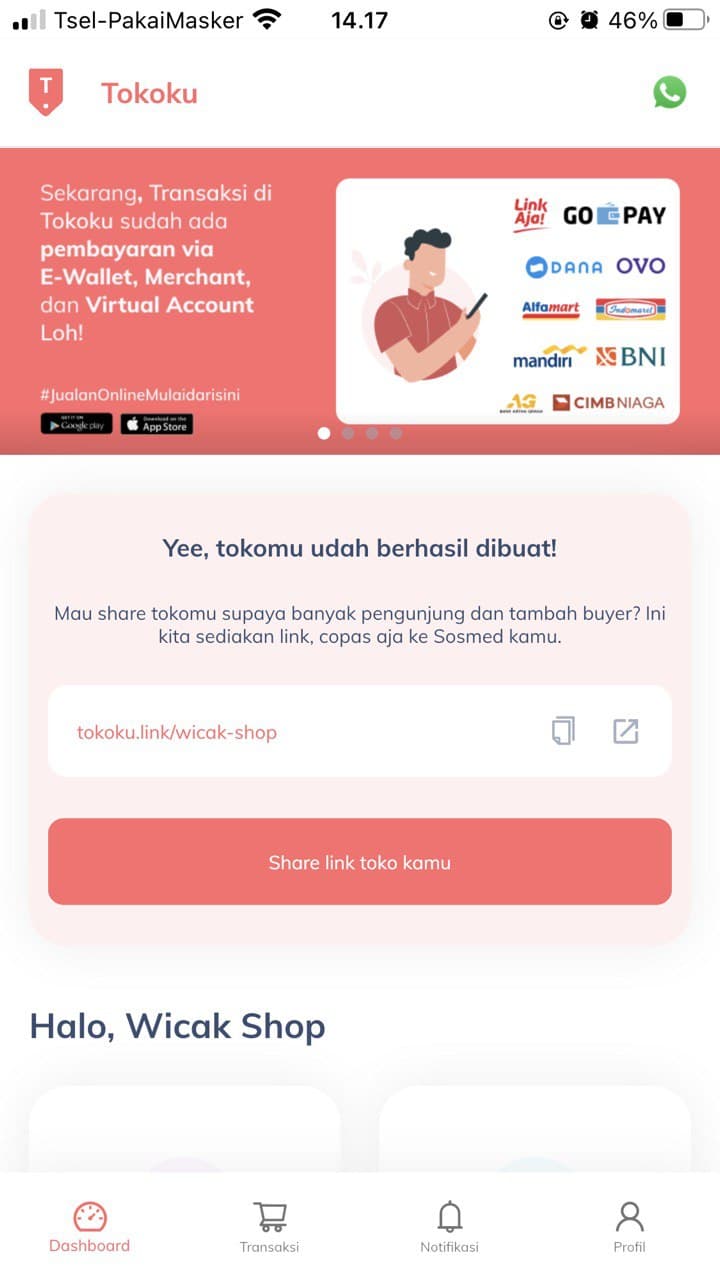 Tsel-PakaiMasker 14.17 46%
T
Tokoku
Sekarang, Transaksi di
Tokoku sudah ada
pembayaran via
E-Wallet, Merchant,
dan Virtual Account
Loh!
#JualanOnlineMulaidarisini
GET IT ON
Google play
Download on the
App Store
Link
Aja!
GO PAY
DANA
OVO
Alfamart
Indomaret
mandiri
BNI
AG
CIMB NIAGA
Yee, tokomu udah berhasil dibuat!
Mau share tokomu supaya banyak pengunjung dan tambah buyer? Ini
kita sediakan link, copas aja ke Sosmed kamu.
tokoku.link/wicak-shop
Share link toko kamu
Halo, Wicak Shop
Dashboard
Transaksi
Notifikasi
Profil